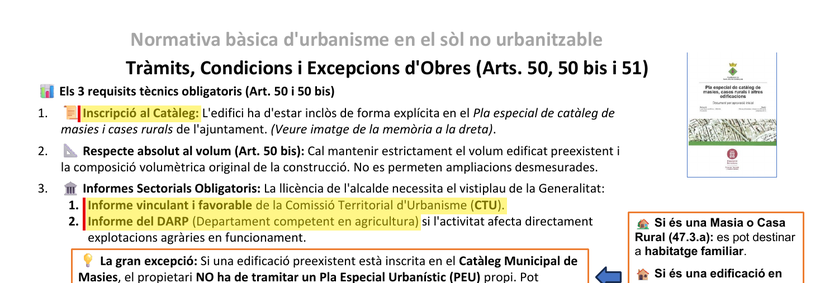 Normativa bàsica d'urbanisme en el sòl no urbanitzable
Tràmits, Condicions i Excepcions d'Obres (Arts. 50, 50 bis i 51)
Els 3 requisits tècnics obligatoris (Art. 50 i 50 bis)
1. Inscripció al Catàleg: L'edifici ha d'estar inclòs de forma explícita en el Pla especial de catàleg de
masies i cases rurals de l'ajuntament. (Veure imatge de la memòria a la dreta).
2. Respecte absolut al volum (Art. 50 bis): Cal mantenir estrictament el volum edificat preexistent i
la composició volumètrica original de la construcció. No es permeten ampliacions desmesurades.
3. Informes Sectorials Obligatoris: La llicència de l'alcalde necessita el vistiplau de la Generalitat:
1. Informe vinculant i favorable de la Comissió Territorial d'Urbanisme (CTU).
2. Informe del DARP (Departament competent en agricultura) si l'activitat afecta directament
explotacions agràries en funcionament.
La gran excepció: Si una edificació preexistent està inscrita en el Catàleg Municipal de
Masies, el propietari NO ha de tramitar un Pla Especial Urbanístic (PEU) propi. Pot
Pla especial de catàleg de
masies, cases rurals i altres
edificacions
Si és una Masia o Casa
Rural (47.3.a): es pot destinar
a habitatge familiar.
Si és una edificació en